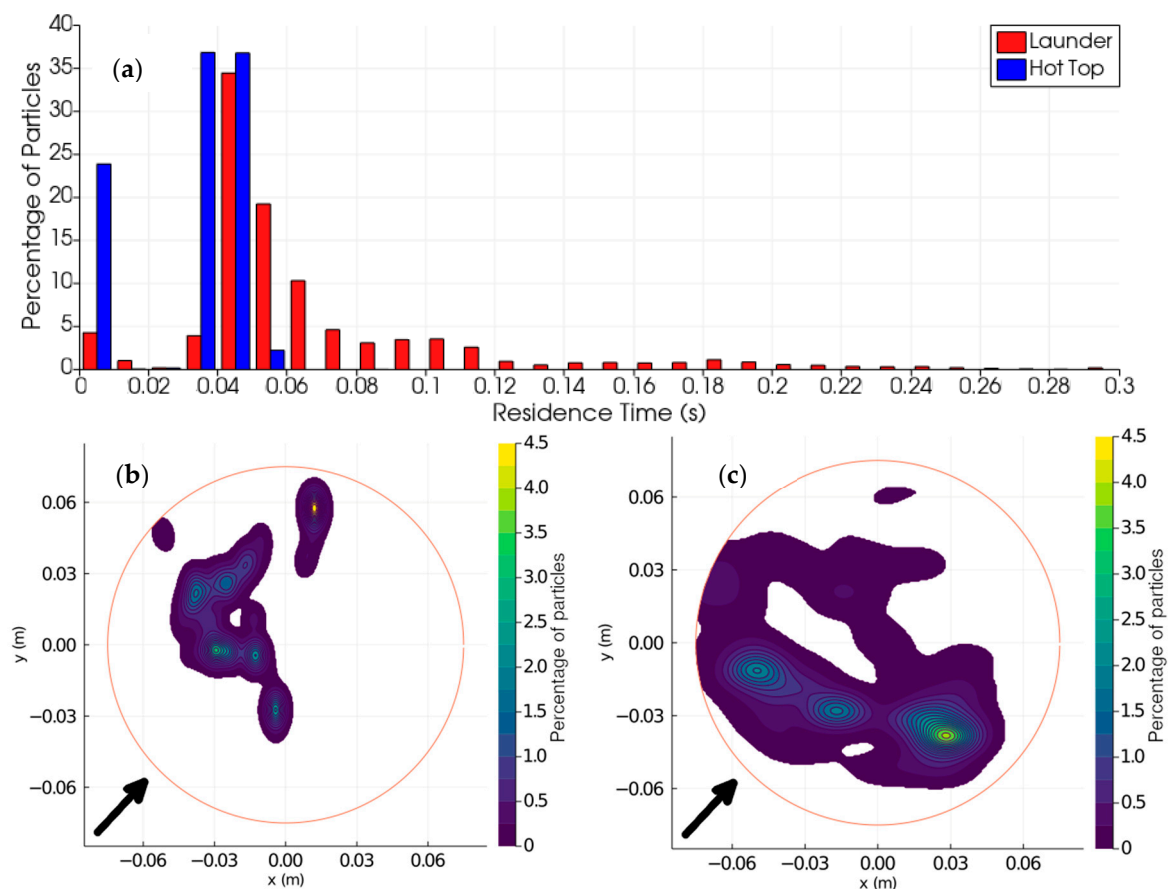 40
35
30
25
20
15
10
5
0
Percentage of Particles
(a)
Launder
Hot Top
0 0.02 0.04 0.06 0.08 0.1 0.12 0.14 0.16 0.18 0.2 0.22 0.24 0.26 0.28 0.3
Residence Time (s)
(b)
0.06
0.03
0.00
−0.03
−0.06
y (m)
−0.06 −0.03 0.00 0.03 0.06
x (m)
4.5
4.0
3.5
3.0
2.5
2.0
1.5
1.0
0.5
0
Percentage of particles
(c)
0.06
0.03
0.00
−0.03
−0.06
y (m)
−0.06 −0.03 0.00 0.03 0.06
x (m)
4.5
4.0
3.5
3.0
2.5
2.0
1.5
1.0
0.5
0
Percentage of particles